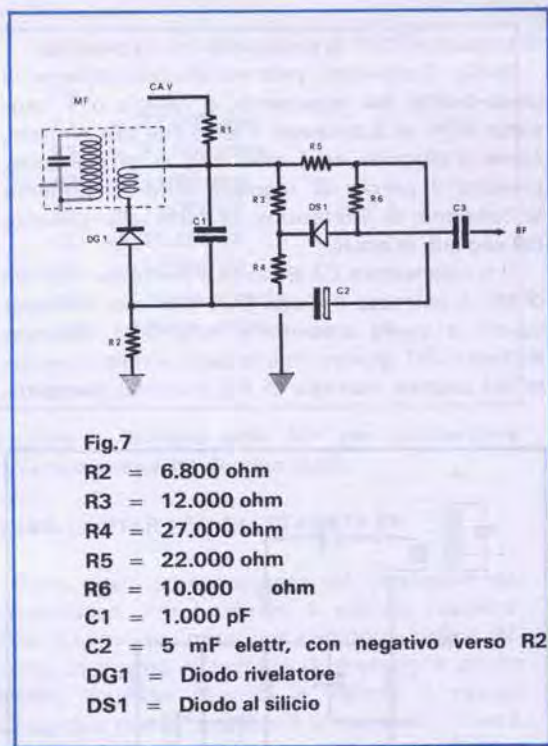 CAV
MF
R1
R5
R3
DS1
R6
C1
C3
BF
DG1
R4
C2
R2
Fig.7
R2 = 6.800 ohm
R3 = 12.000 ohm
R4 = 27.000 ohm
R5 = 22.000 ohm
R6 = 10.000 ohm
C1 = 1.000 pF
C2 = 5 mF elettr, con negativo verso R2
DG1 = Diodo rivelatore
DS1 = Diodo al silicio